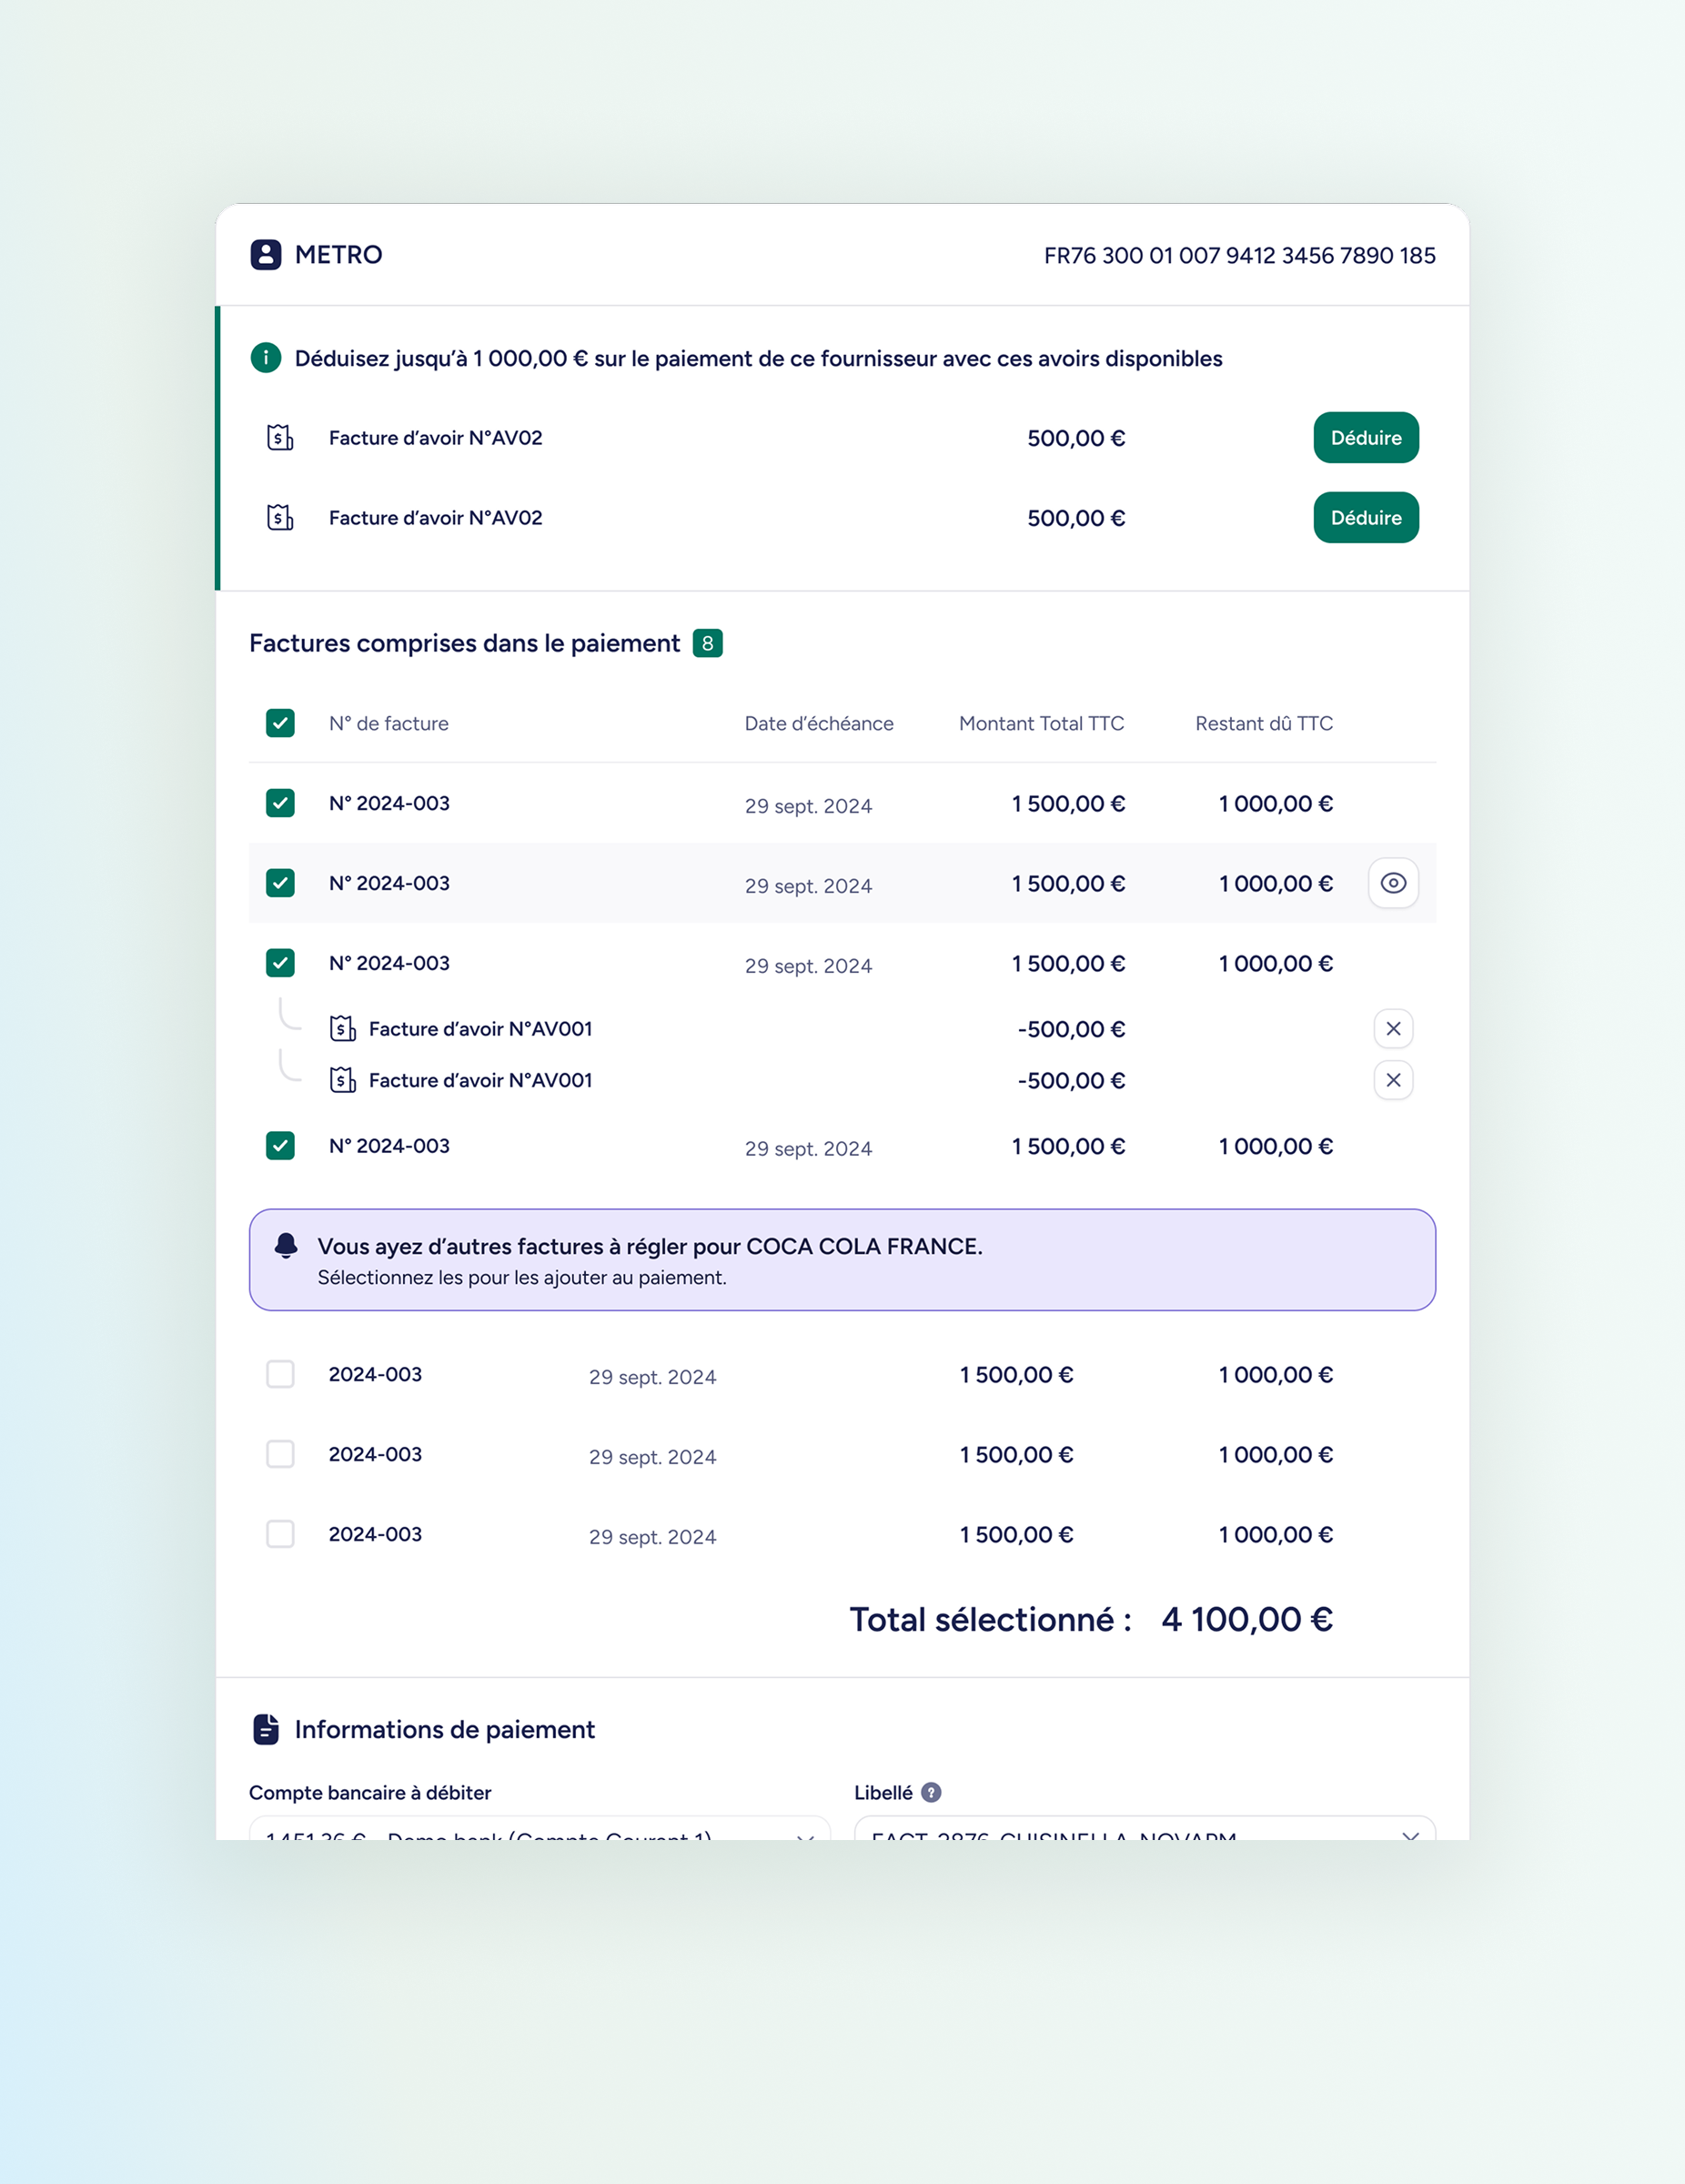 METRO FR76 300 01 007 9412 3456 7890 185
Déduisez jusqu’à 1 000,00 € sur le paiement de ce fournisseur avec ces avoirs disponibles
Facture d’avoir N°AV02 500,00 € Déduire
Facture d’avoir N°AV02 500,00 € Déduire
Factures comprises dans le paiement 8
N° de facture Date d’échéance Montant Total TTC Restant dû TTC
N° 2024-003 29 sept. 2024 1 500,00 € 1 000,00 €
N° 2024-003 29 sept. 2024 1 500,00 € 1 000,00 €
N° 2024-003 29 sept. 2024 1 500,00 € 1 000,00 €
Facture d’avoir N°AV001 -500,00 €
Facture d’avoir N°AV001 -500,00 €
N° 2024-003 29 sept. 2024 1 500,00 € 1 000,00 €
Vous ayez d’autres factures à régler pour COCA COLA FRANCE.
Sélectionnez les pour les ajouter au paiement.
2024-003 29 sept. 2024 1 500,00 € 1 000,00 €
2024-003 29 sept. 2024 1 500,00 € 1 000,00 €
2024-003 29 sept. 2024 1 500,00 € 1 000,00 €
Total sélectionné : 4 100,00 €
Informations de paiement
Compte bancaire à débiter Libellé